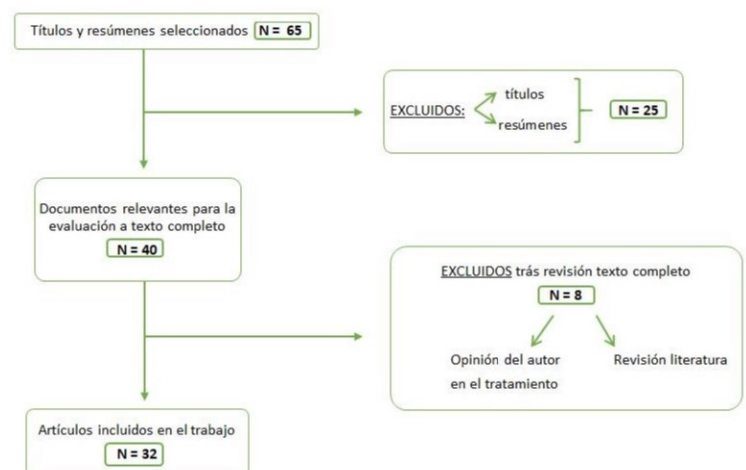 Títulos y resúmenes seleccionados N = 65
EXCLUIDOS:
títulos
resúmenes
N = 25
Documentos relevantes para la
evaluación a texto completo
N = 40
EXCLUIDOS trás revisión texto completo
N = 8
Opinión del autor
en el tratamiento
Revisión literatura
Artículos incluidos en el trabajo
N = 32